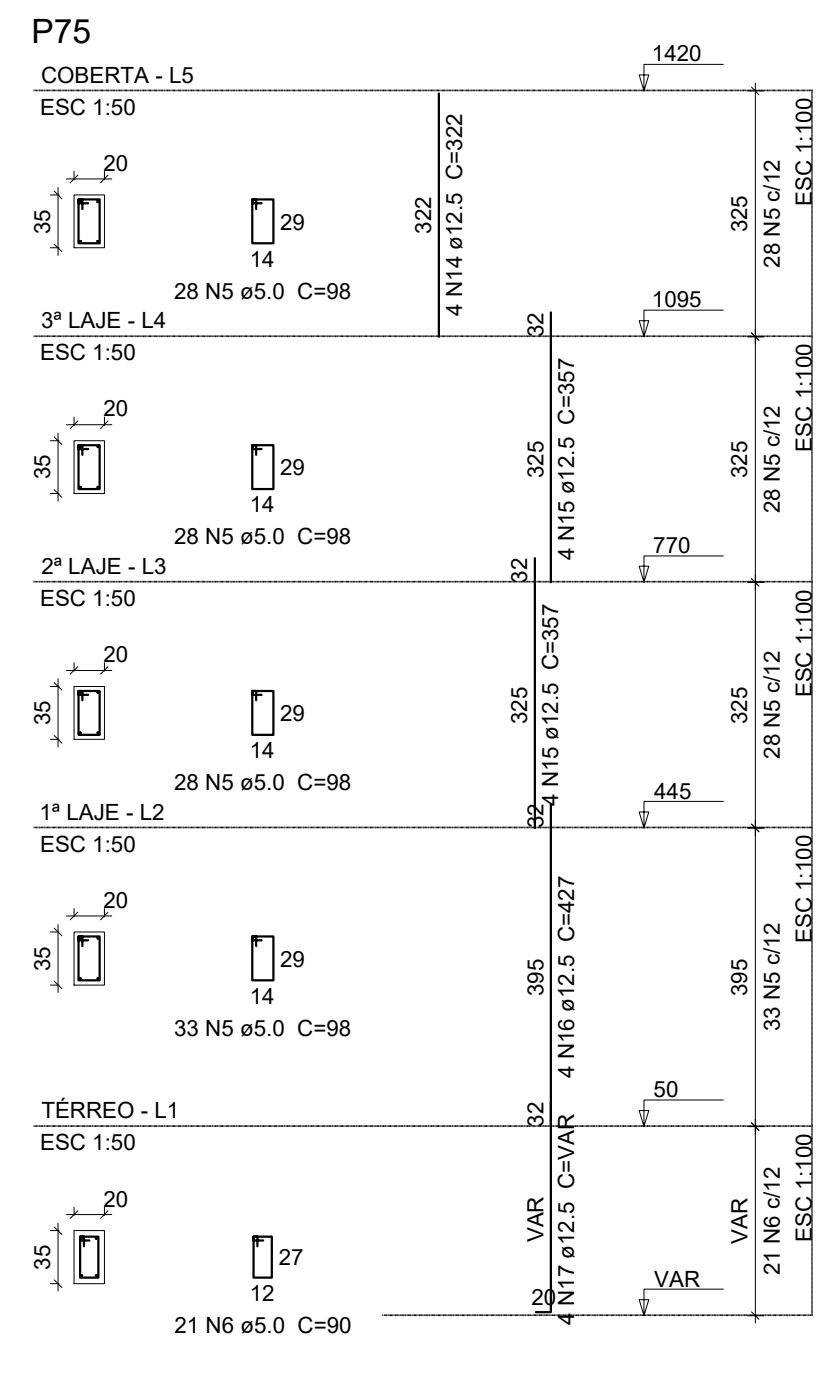 P75
COBERTA - L5
1420
ESC 1:50
20
35
29
14
28 N5 ø5.0 C=98
322
4 N14 ø12.5 C=322
325
28 N5 c/12
ESC 1:100
3ª LAJE - L4
32
1095
ESC 1:50
20
35
29
14
28 N5 ø5.0 C=98
325
4 N15 ø12.5 C=357
325
28 N5 c/12
ESC 1:100
2ª LAJE - L3
32
770
ESC 1:50
20
35
29
14
28 N5 ø5.0 C=98
325
4 N15 ø12.5 C=357
325
28 N5 c/12
ESC 1:100
1ª LAJE - L2
32
445
ESC 1:50
20
35
29
14
33 N5 ø5.0 C=98
395
4 N16 ø12.5 C=427
395
33 N5 c/12
ESC 1:100
TÉRREO - L1
32
50
ESC 1:50
20
35
27
12
21 N6 ø5.0 C=90
VAR
20
4 N17 ø12.5 C=VAR
VAR
VAR
21 N6 c/12
ESC 1:100